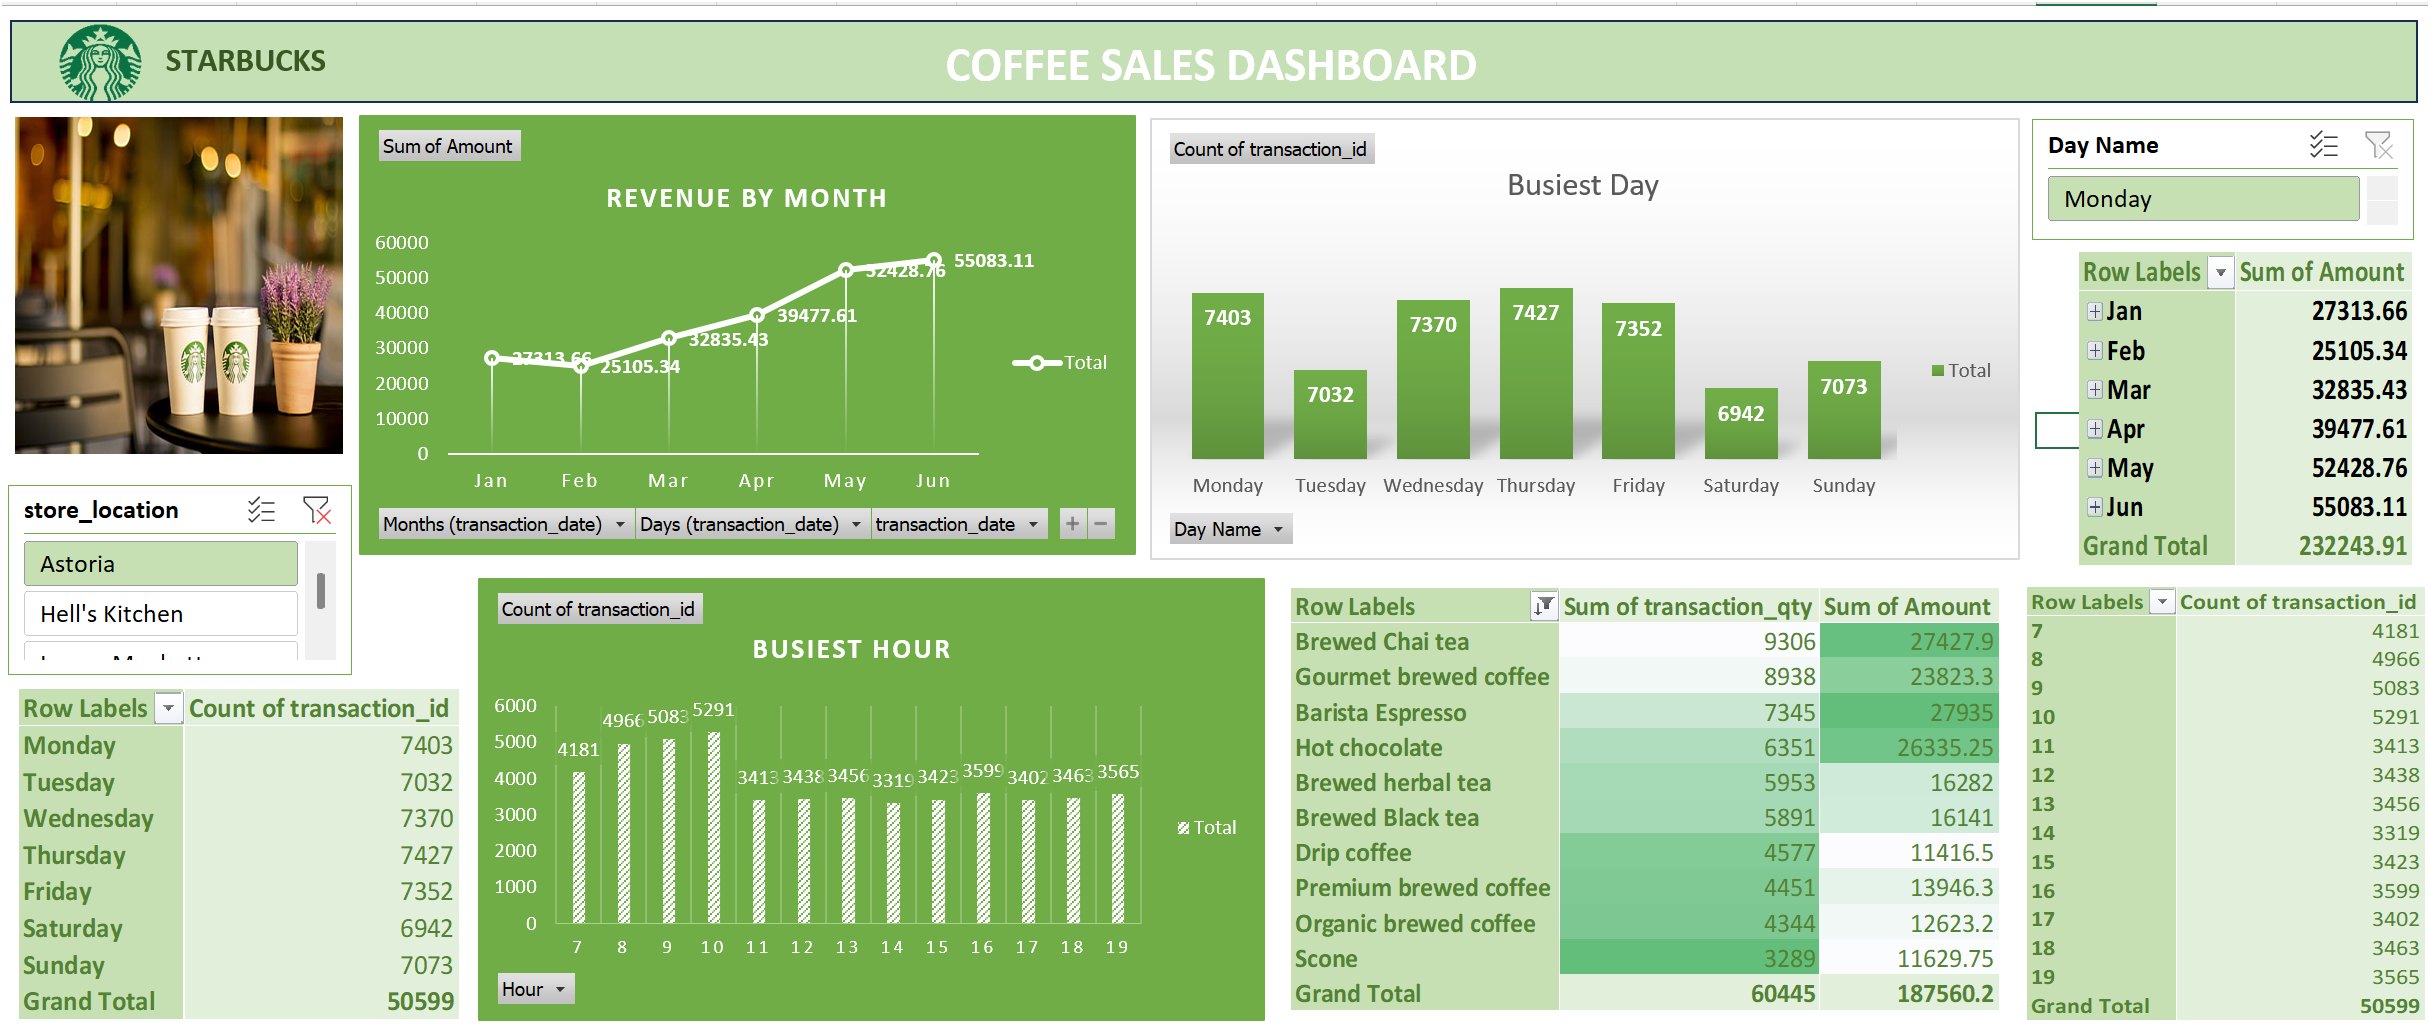 STARBUCKS
COFFEE SALES DASHBOARD
Sum of Amount
REVENUE BY MONTH
60000
50000
40000
30000
20000
10000
0
27313.66
25105.34
32835.43
39477.61
52428.76
55083.11
Total
Jan Feb Mar Apr May Jun
Months (transaction_date) Days (transaction_date) transaction_date + −
Count of transaction_id
Busiest Day
7403 7032 7370 7427 7352 6942 7073
Total
Monday Tuesday Wednesday Thursday Friday Saturday Sunday
Day Name
Day Name
Monday
Row Labels Sum of Amount
Jan 27313.66
Feb 25105.34
Mar 32835.43
Apr 39477.61
May 52428.76
Jun 55083.11
Grand Total 232243.91
store_location
Astoria
Hell's Kitchen
Row Labels Count of transaction_id
Monday 7403
Tuesday 7032
Wednesday 7370
Thursday 7427
Friday 7352
Saturday 6942
Sunday 7073
Grand Total 50599
Count of transaction_id
BUSIEST HOUR
6000
5000
4000
3000
2000
1000
0
4181 4966 5083 5291 3413 3438 3456 3319 3423 3599 3402 3463 3565
Total
7 8 9 10 11 12 13 14 15 16 17 18 19
Hour
Row Labels Sum of transaction_qty Sum of Amount
Brewed Chai tea 9306 27427.9
Gourmet brewed coffee 8938 23823.3
Barista Espresso 7345 27935
Hot chocolate 6351 26335.25
Brewed herbal tea 5953 16282
Brewed Black tea 5891 16141
Drip coffee 4577 11416.5
Premium brewed coffee 4451 13946.3
Organic brewed coffee 4344 12623.2
Scone 3289 11629.75
Grand Total 60445 187560.2
Row Labels Count of transaction_id
7 4181
8 4966
9 5083
10 5291
11 3413
12 3438
13 3456
14 3319
15 3423
16 3599
17 3402
18 3463
19 3565
Grand Total 50599